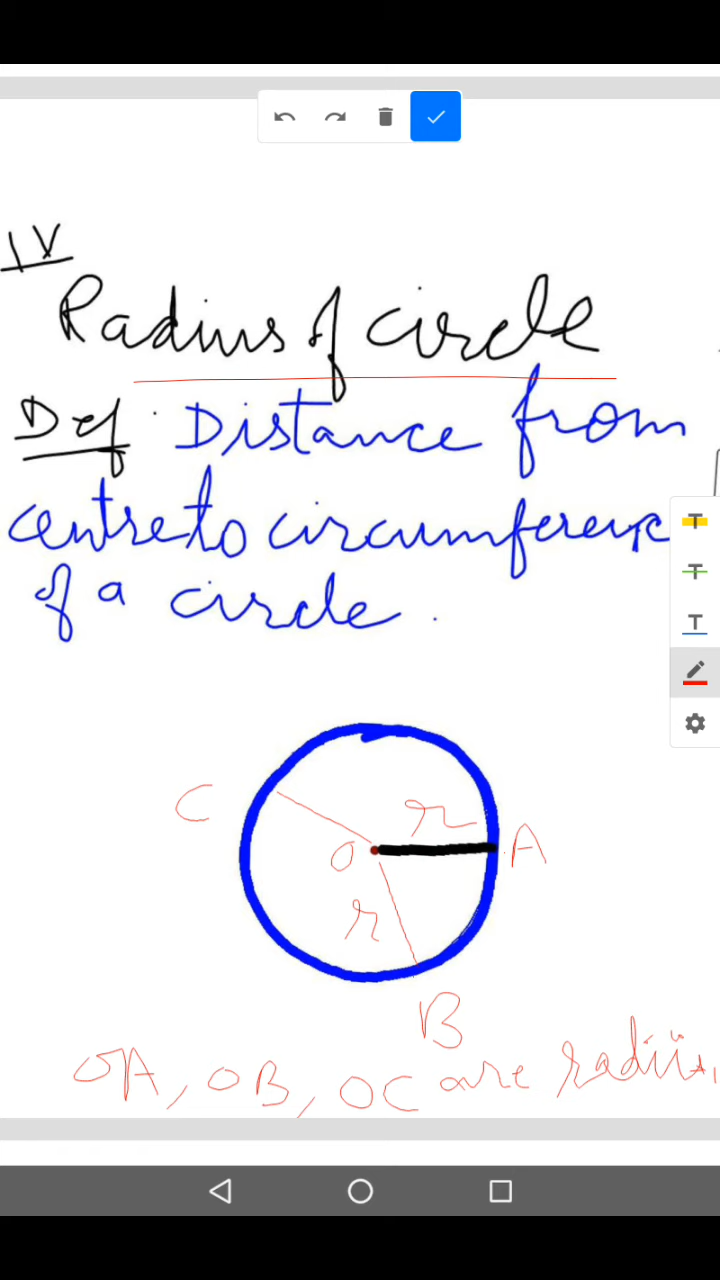 IV
Radius of circle
Def: Distance from
centre to circumference
of a circle.
C
r
O
A
r
B
OA, OB, OC are radii